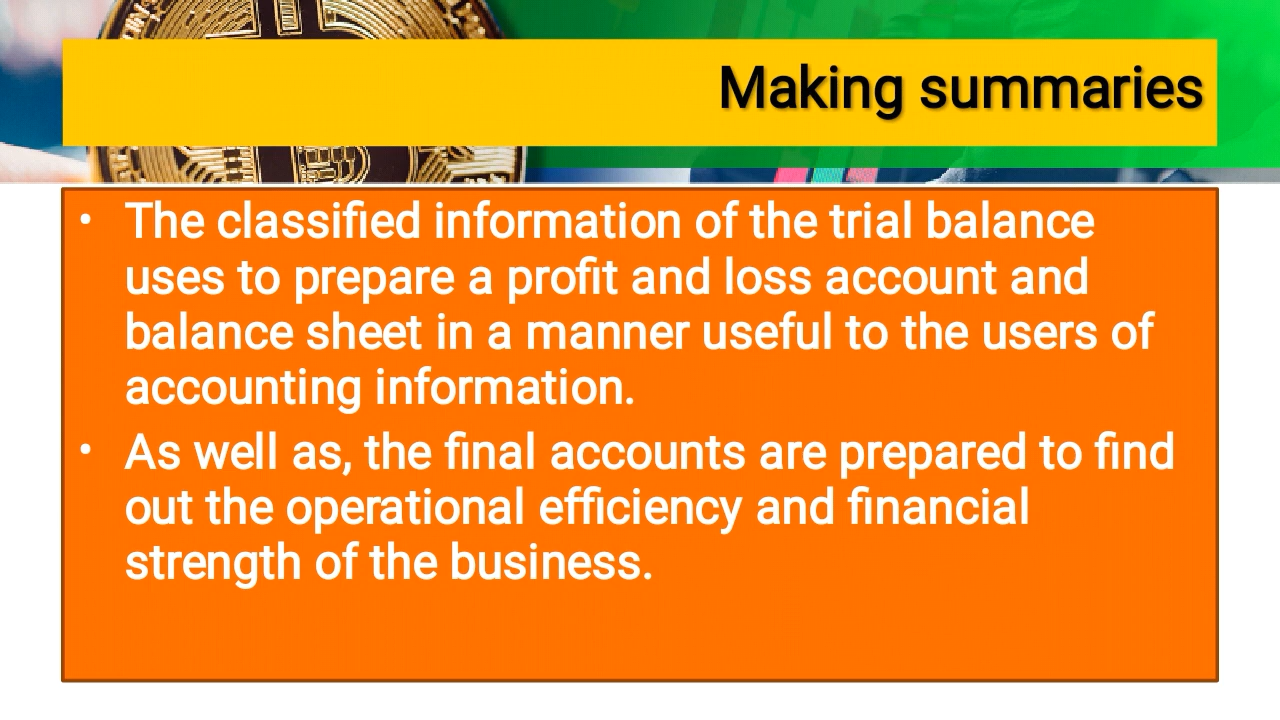 Making summaries
• The classified information of the trial balance
uses to prepare a profit and loss account and
balance sheet in a manner useful to the users of
accounting information.
• As well as, the final accounts are prepared to find
out the operational efficiency and financial
strength of the business.